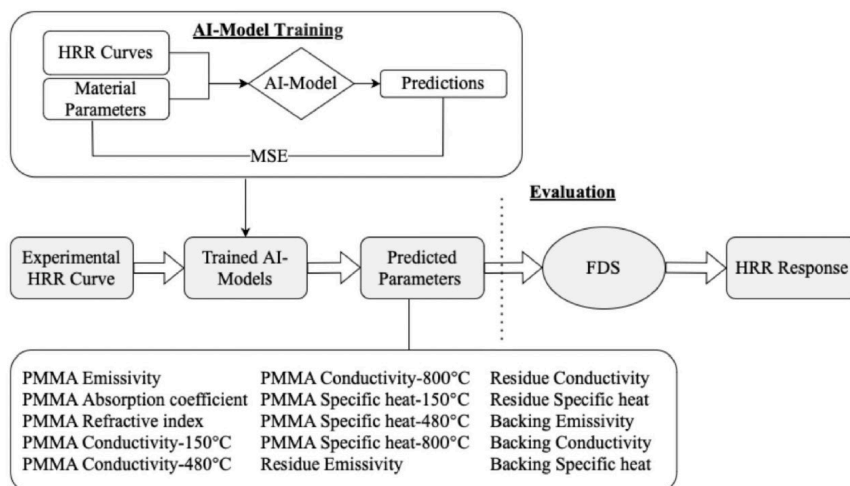 AI-Model Training
HRR Curves
Material
Parameters
AI-Model
Predictions
MSE
Evaluation
Experimental
HRR Curve
Trained AI-
Models
Predicted
Parameters
FDS
HRR Response
PMMA Emissivity
PMMA Absorption coefficient
PMMA Refractive index
PMMA Conductivity-150°C
PMMA Conductivity-480°C
PMMA Conductivity-800°C
PMMA Specific heat-150°C
PMMA Specific heat-480°C
PMMA Specific heat-800°C
Residue Emissivity
Residue Conductivity
Residue Specific heat
Backing Emissivity
Backing Conductivity
Backing Specific heat